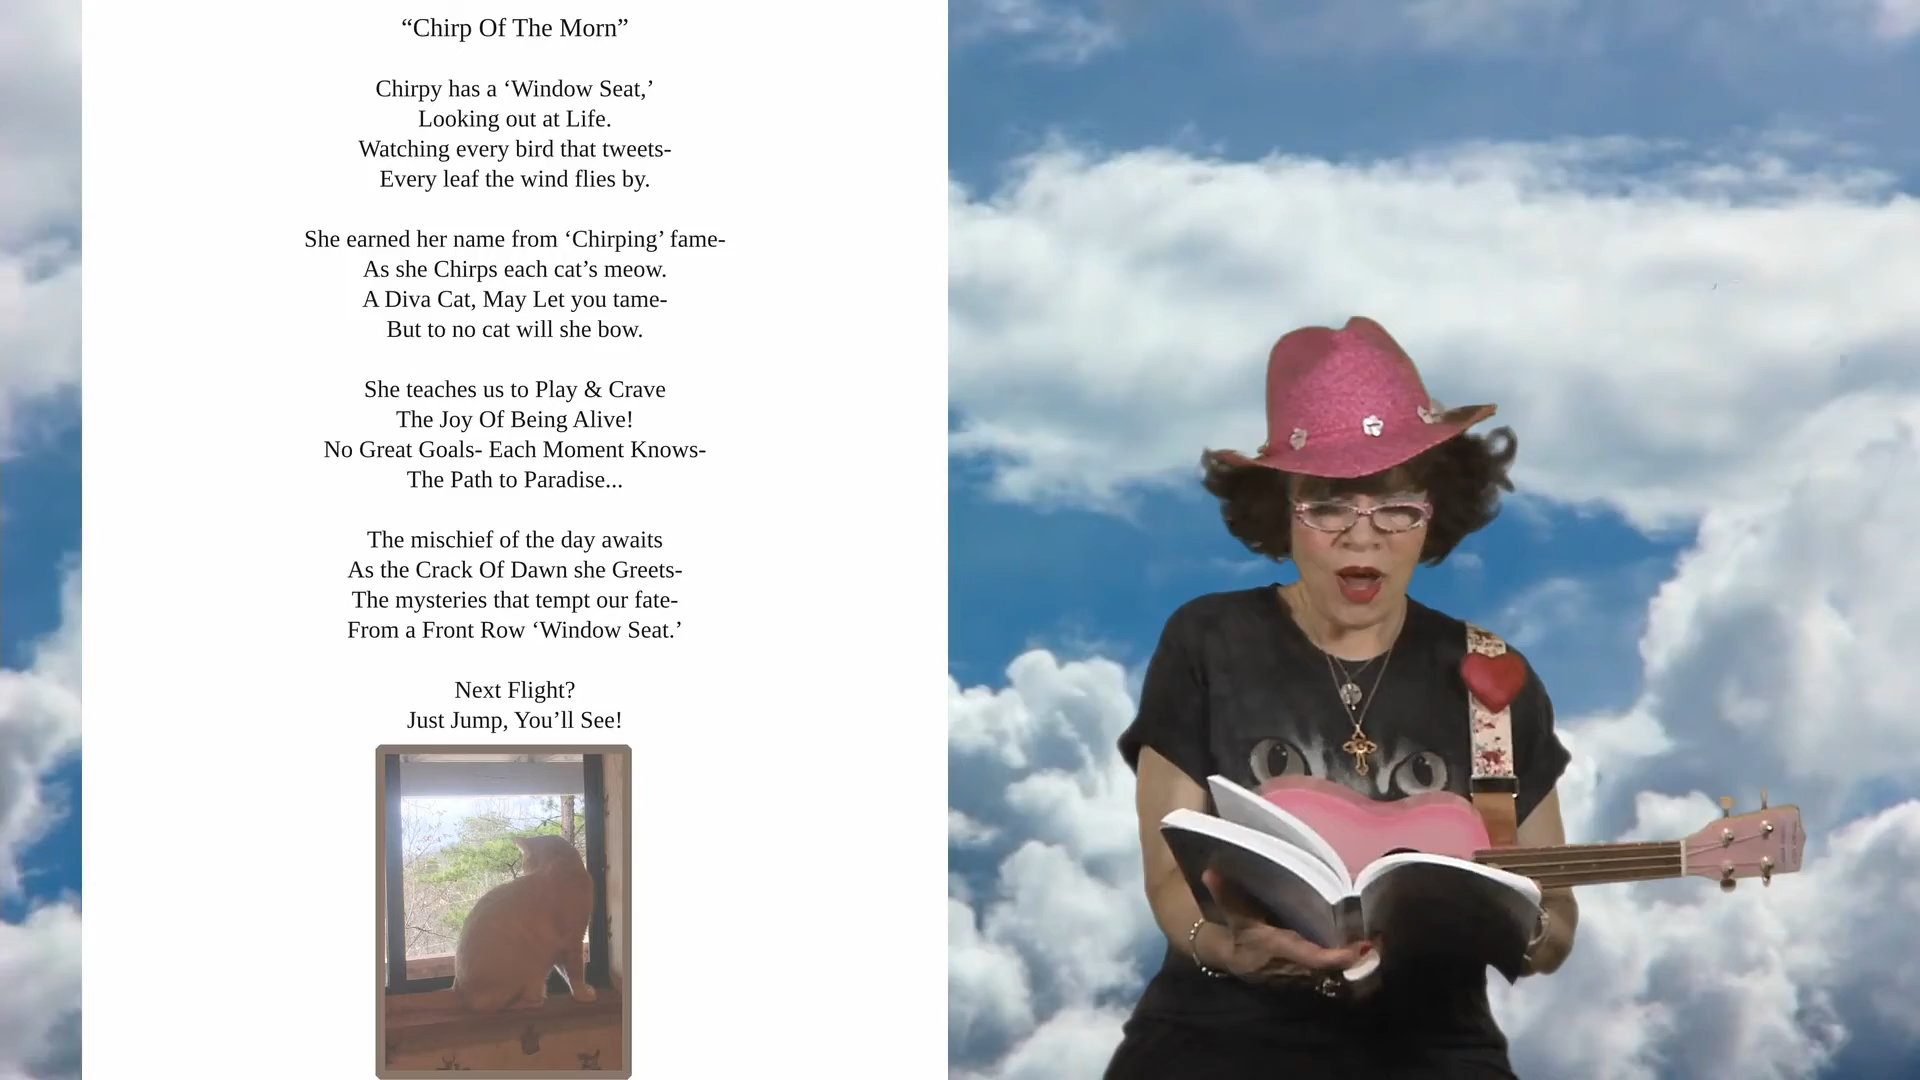 “Chirp Of The Morn”
Chirpy has a ‘Window Seat,’
Looking out at Life.
Watching every bird that tweets-
Every leaf the wind flies by.
She earned her name from ‘Chirping’ fame-
As she Chirps each cat’s meow.
A Diva Cat, May Let you tame-
But to no cat will she bow.
She teaches us to Play & Crave
The Joy Of Being Alive!
No Great Goals- Each Moment Knows-
The Path to Paradise...
The mischief of the day awaits
As the Crack Of Dawn she Greets-
The mysteries that tempt our fate-
From a Front Row ‘Window Seat.’
Next Flight?
Just Jump, You’ll See!